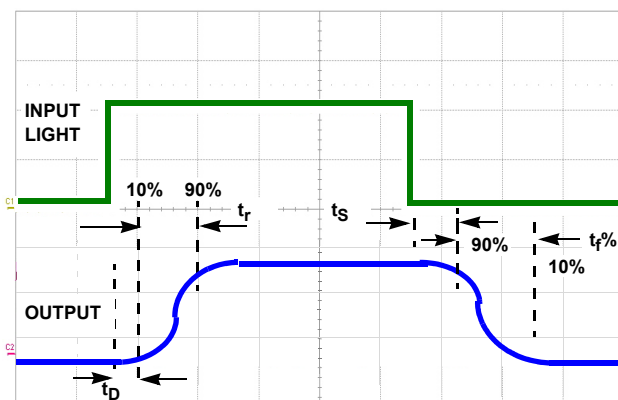 INPUT
LIGHT
C1
10%
90%
tr
tS
90%
tf%
10%
OUTPUT
C2
tD